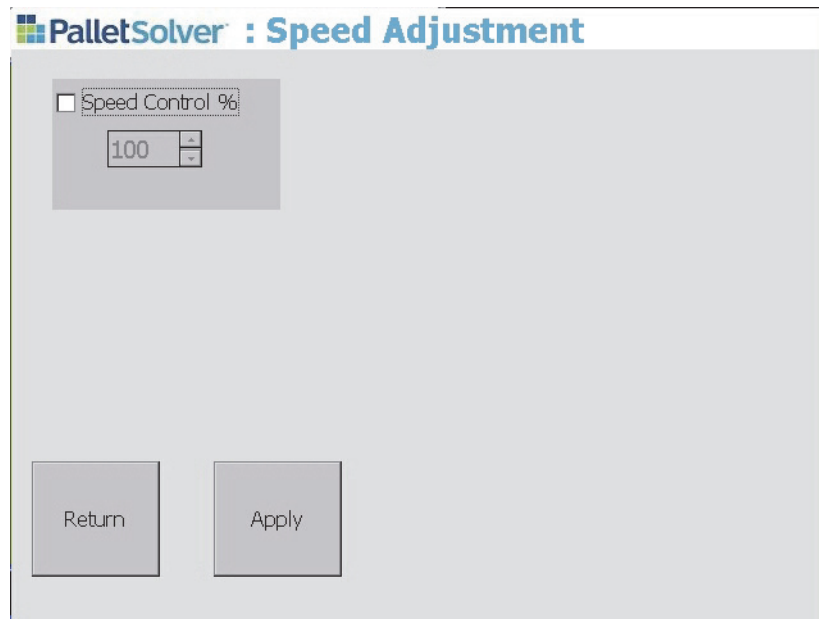 PalletSolver : Speed Adjustment
Speed Control %
100
Return
Apply